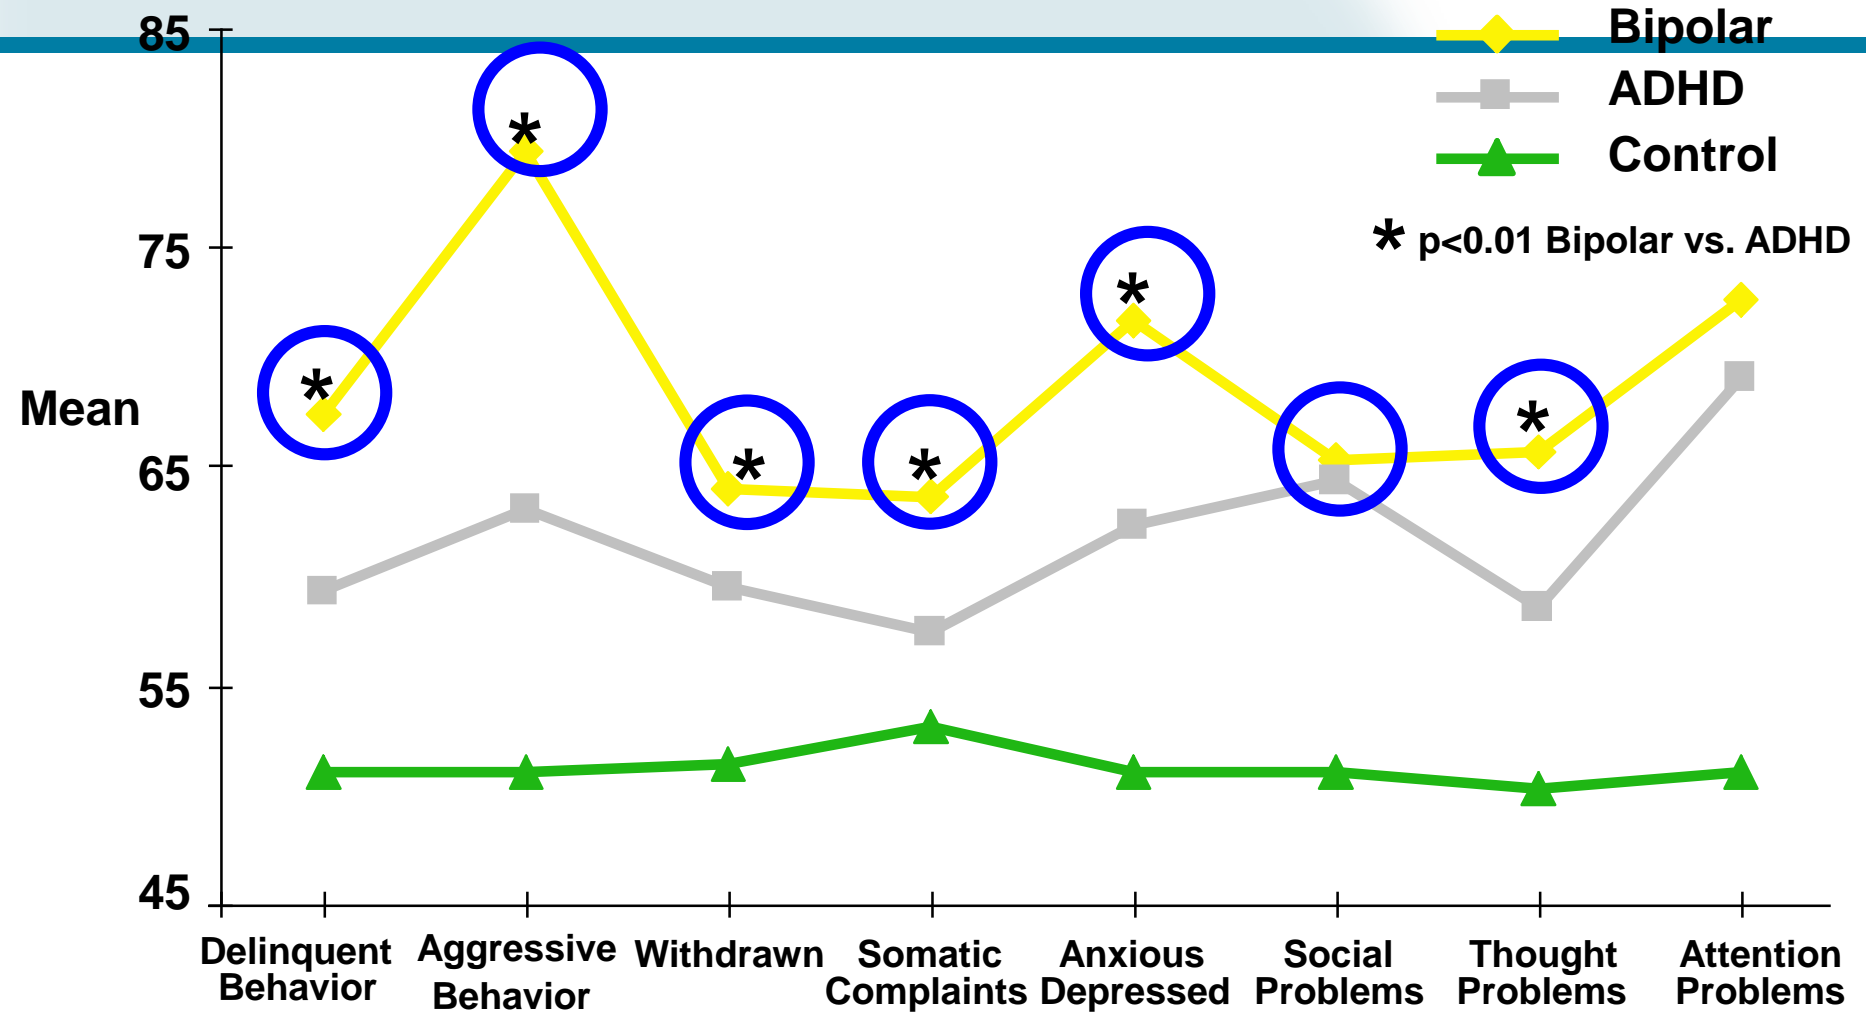 Bipolar
ADHD
Control
* p<0.01 Bipolar vs. ADHD
85
75
Mean
65
55
45
*
*
*
*
*
*
Delinquent
Behavior
Aggressive
Behavior
Withdrawn
Somatic
Complaints
Anxious
Depressed
Social
Problems
Thought
Problems
Attention
Problems